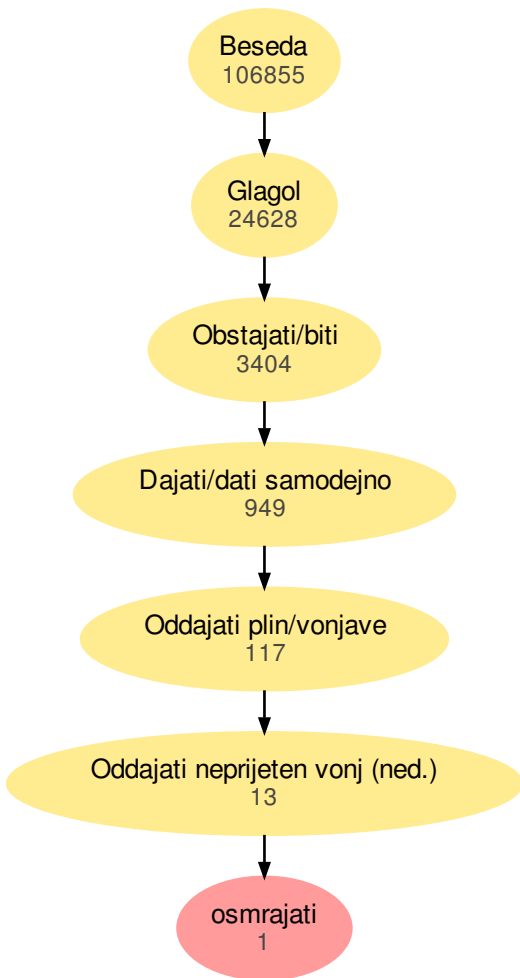 Beseda
106855
Glagol
24628
Obstajati/biti
3404
Dajati/dati samodejno
949
Oddajati plin/vonjave
117
Oddajati neprijeten vonj (ned.)
13
osmrajati
1